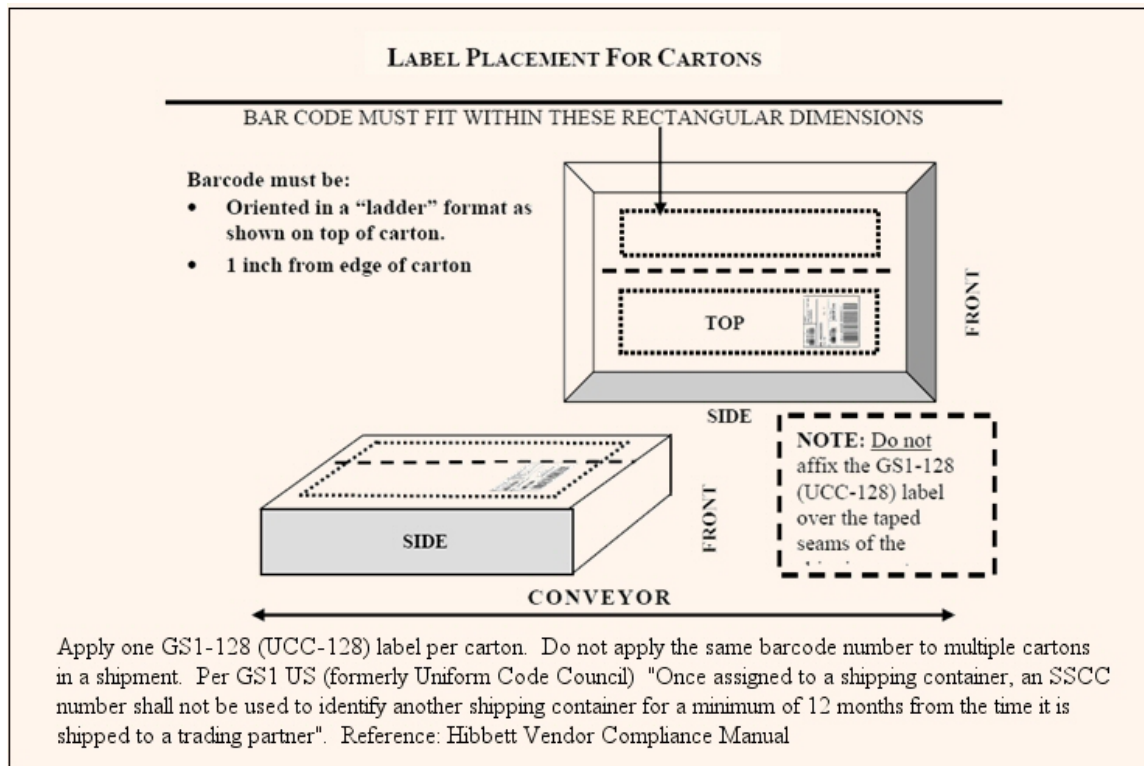 LABEL PLACEMENT FOR CARTONS
BAR CODE MUST FIT WITHIN THESE RECTANGULAR DIMENSIONS
Barcode must be:
• Oriented in a “ladder” format as
shown on top of carton.
• 1 inch from edge of carton
TOP
FRONT
SIDE
NOTE: Do not
affix the GS1-128
(UCC-128) label
over the taped
seams of the
SIDE
FRONT
CONVEYOR
Apply one GS1-128 (UCC-128) label per carton. Do not apply the same barcode number to multiple cartons
in a shipment. Per GS1 US (formerly Uniform Code Council) "Once assigned to a shipping container, an SSCC
number shall not be used to identify another shipping container for a minimum of 12 months from the time it is
shipped to a trading partner". Reference: Hibbett Vendor Compliance Manual